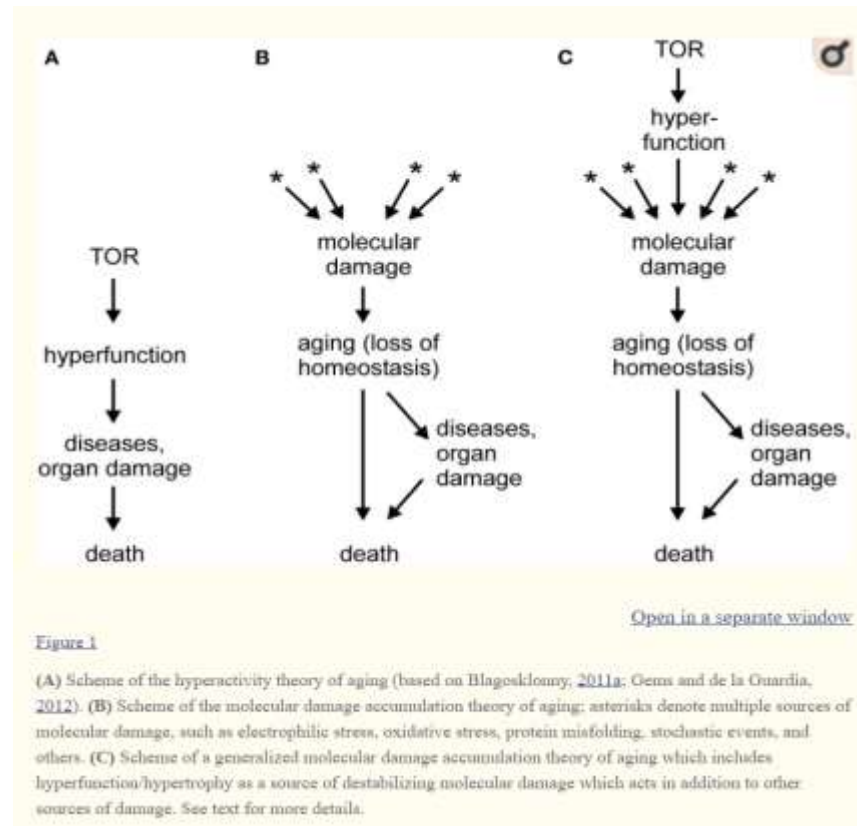 A
TOR
hyperfunction
diseases,
organ damage
death
B
* * * *
molecular
damage
aging (loss of
homeostasis)
diseases,
organ
damage
death
C
TOR
hyper-
function
* * * *
molecular
damage
aging (loss of
homeostasis)
diseases,
organ
damage
death
Open in a separate window
Figure 1
(A) Scheme of the hyperactivity theory of aging (based on Blagosklonny, 2011a; Gems and de la Guardia,
2012). (B) Scheme of the molecular damage accumulation theory of aging; asterisks denote multiple sources of
molecular damage, such as electrophilic stress, oxidative stress, protein misfolding, stochastic events, and
others. (C) Scheme of a generalized molecular damage accumulation theory of aging which includes
hyperfunction/hypertrophy as a source of destabilizing molecular damage which acts in addition to other
sources of damage. See text for more details.